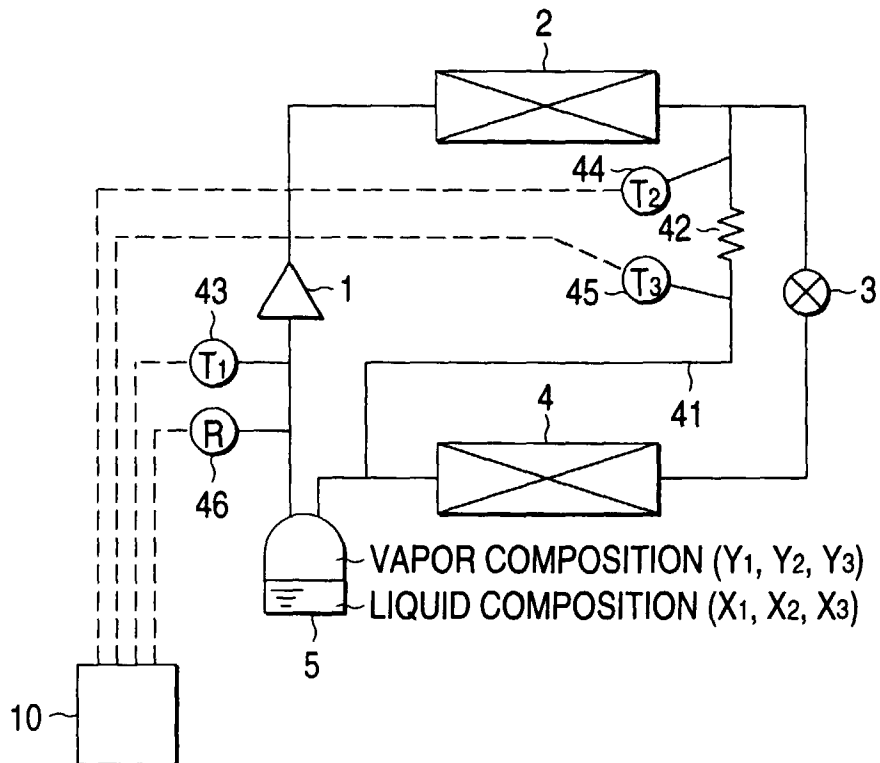 2
44
T2
42
1
T3
45
3
43
T1
41
R
4
46
VAPOR COMPOSITION (Y1, Y2, Y3)
LIQUID COMPOSITION (X1, X2, X3)
5
10